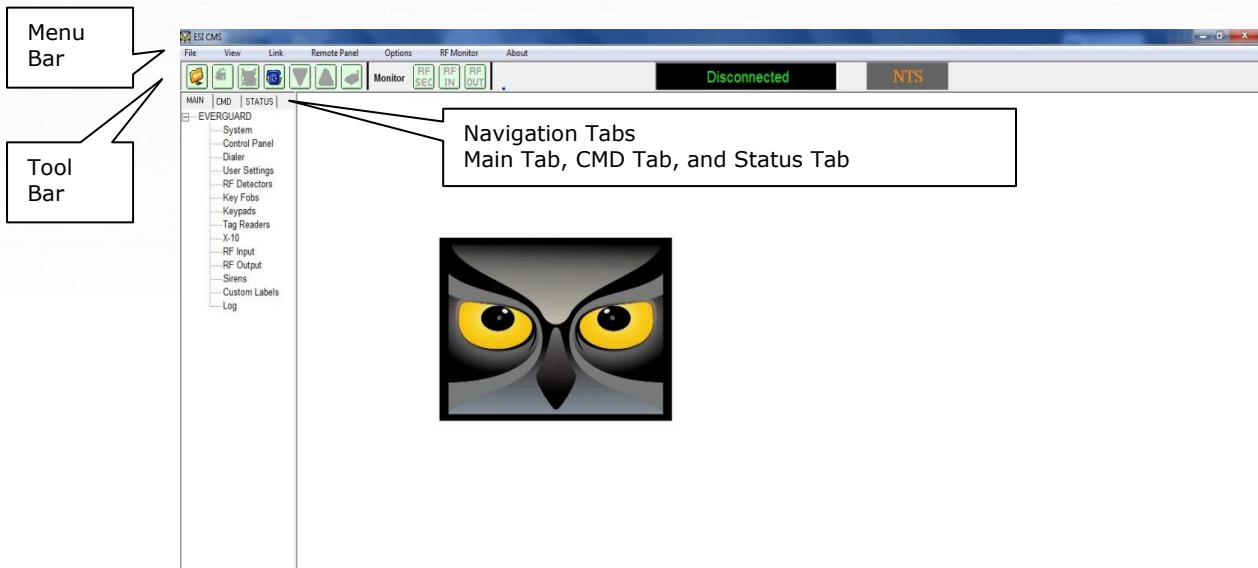 Menu
Bar
ESI CMS
File View Link Remote Panel Options RF Monitor About
Monitor RF SEC RF IN RF OUT Disconnected NTS
MAIN CMD STATUS
Tool
Bar
Navigation Tabs
Main Tab, CMD Tab, and Status Tab
EVERGUARD
System
Control Panel
Dialer
User Settings
RF Detectors
Key Fobs
Keypads
Tag Readers
X-10
RF Input
RF Output
Sirens
Custom Labels
Log